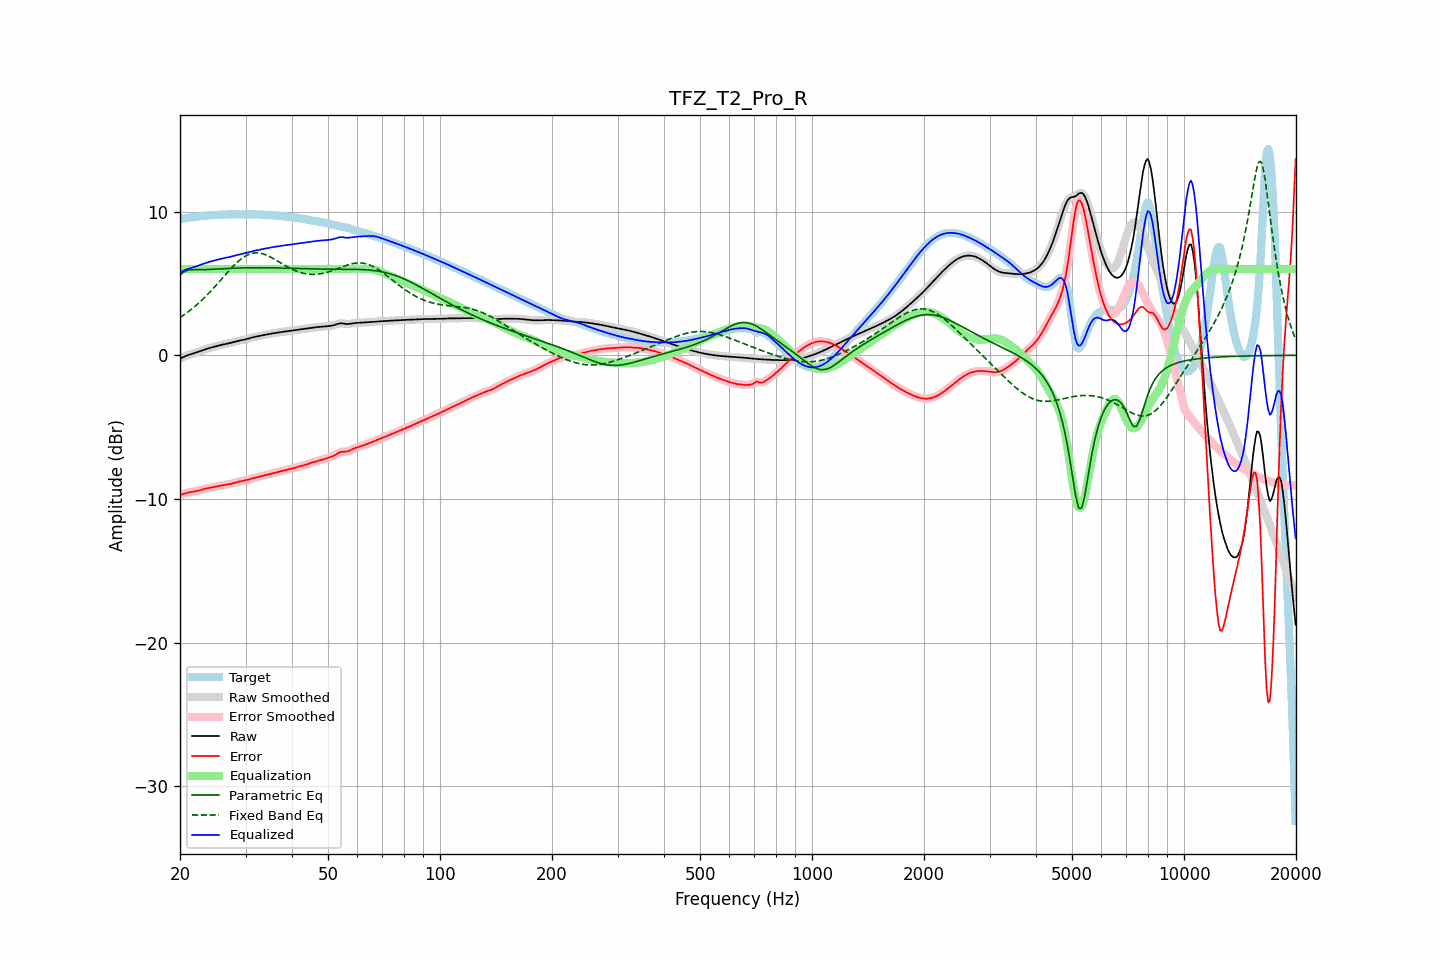 TFZ_T2_Pro_R
Amplitude (dBr)
10
0
−10
−20
−30
Target
Raw Smoothed
Error Smoothed
Raw
Error
Equalization
Parametric Eq
Fixed Band Eq
Equalized
20 50 100 200 500 1000 2000 5000 10000 20000
Frequency (Hz)